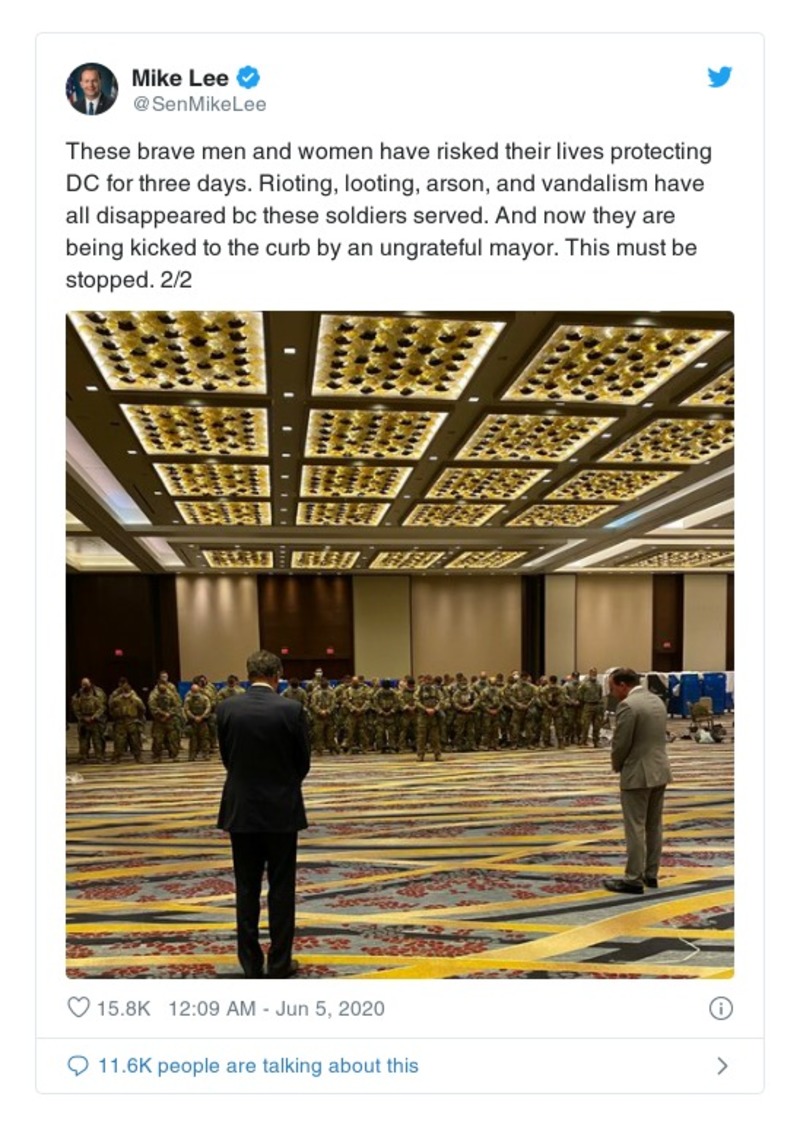 Mike Lee
@SenMikeLee
These brave men and women have risked their lives protecting
DC for three days. Rioting, looting, arson, and vandalism have
all disappeared bc these soldiers served. And now they are
being kicked to the curb by an ungrateful mayor. This must be
stopped. 2/2
15.8K 12:09 AM - Jun 5, 2020
11.6K people are talking about this